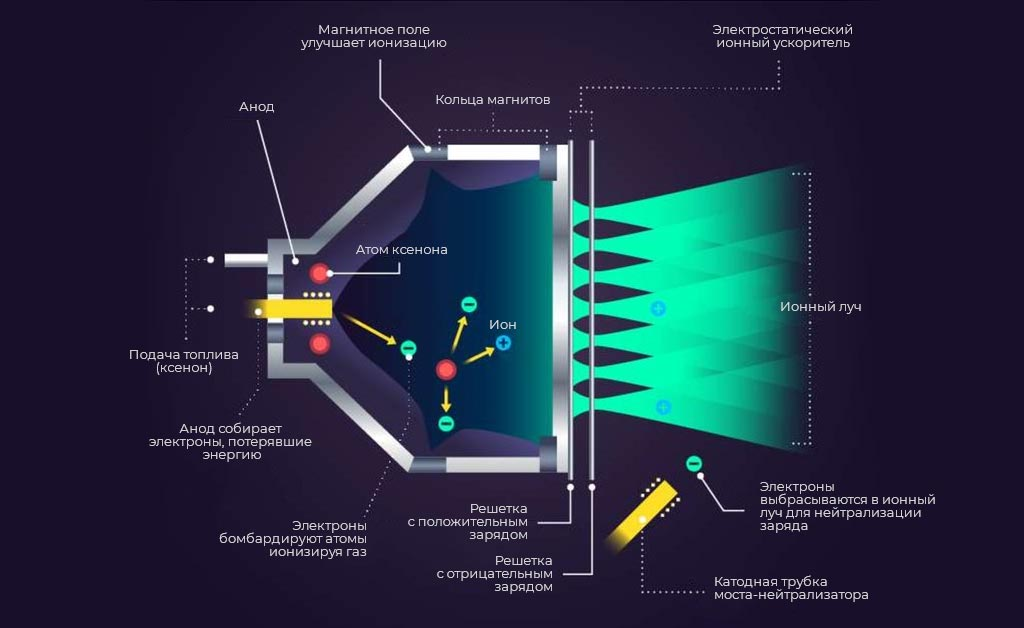 Магнитное поле
улучшает ионизацию
Электростатический
ионный ускоритель
Кольца магнитов
Анод
Атом ксенона
Ионный луч
Ион
Подача топлива
(ксенон)
Анод собирает
электроны, потерявшие
энергию
Электроны
выбрасываются в ионный
луч для нейтрализации
заряда
Решетка
с положительным
зарядом
Электроны
бомбардируют атомы
ионизируя газ
Решетка
с отрицательным
зарядом
Катодная трубка
моста-нейтрализатора